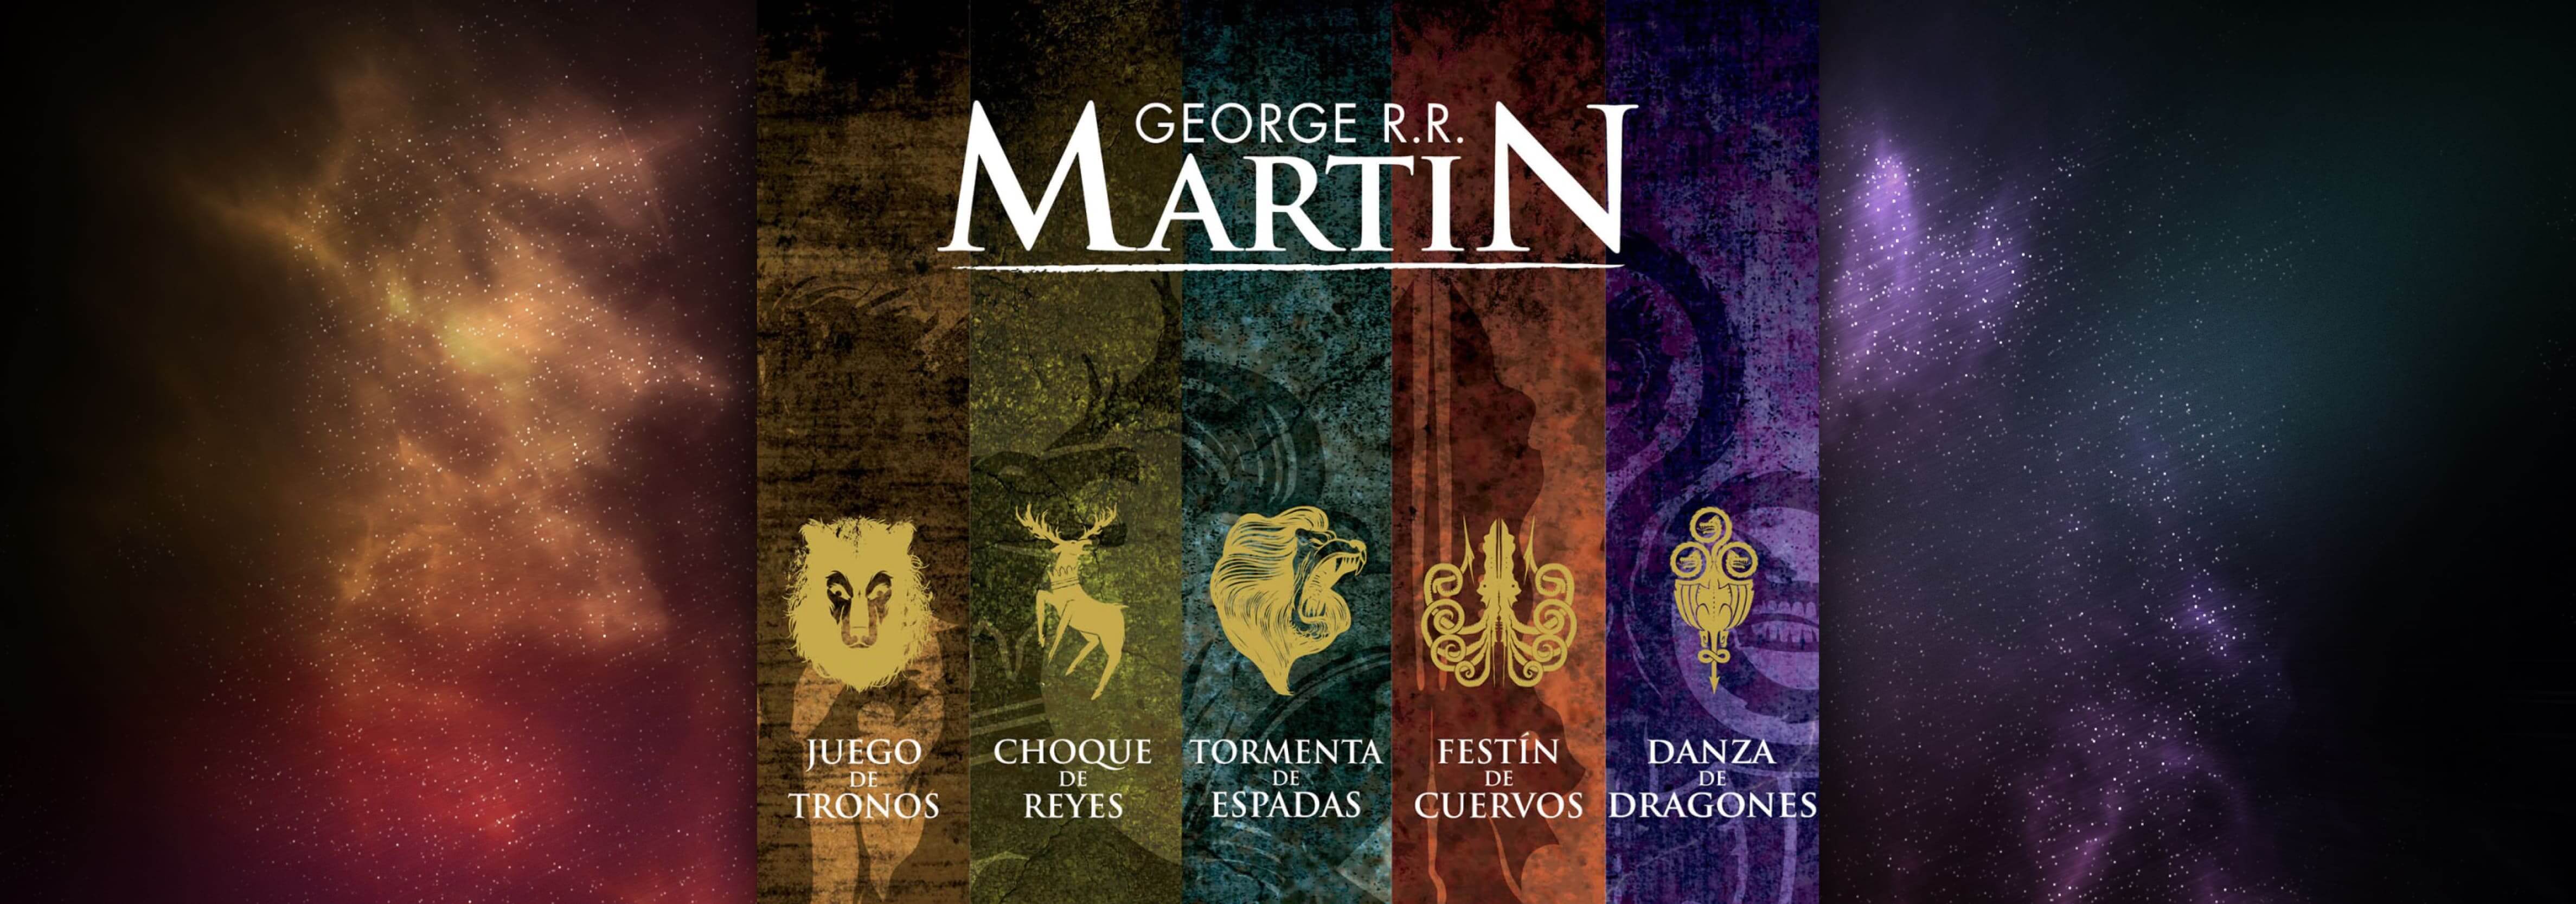 GEORGE R.R.
MARTIN
JUEGO
DE
TRONOS
CHOQUE
DE
REYES
TORMENTA
DE
ESPADAS
FESTÍN
DE
CUERVOS
DANZA
DE
DRAGONES